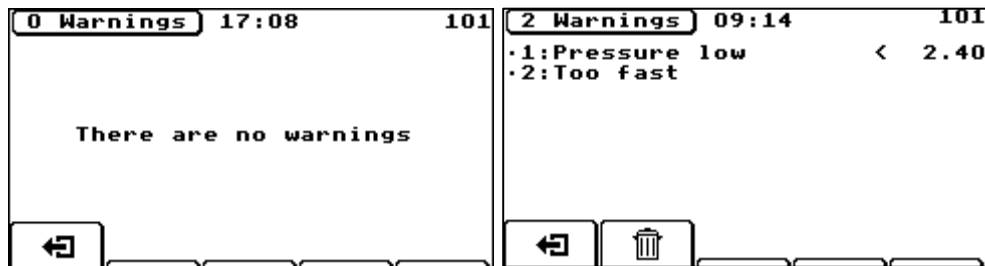 0 Warnings 17:08 101
There are no warnings
2 Warnings 09:14 101
·1:Pressure low < 2.40
·2:Too fast